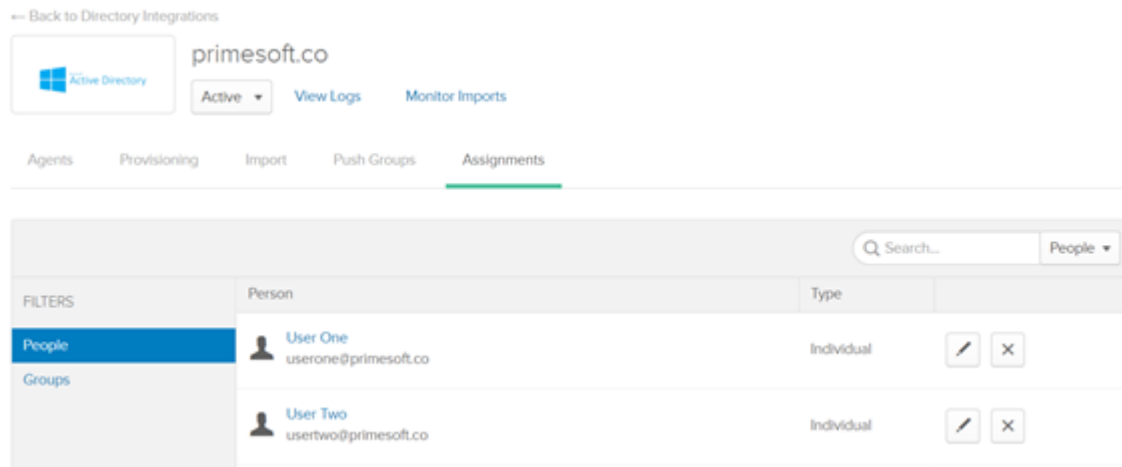 ← Back to Directory Integrations
primesoft.co
Active Directory
Active ▾ View Logs Monitor Imports
Agents Provisioning Import Push Groups Assignments
Search... People ▾
FILTERS Person Type
People User One Individual
userone@primesoft.co
Groups
User Two Individual
usertwo@primesoft.co